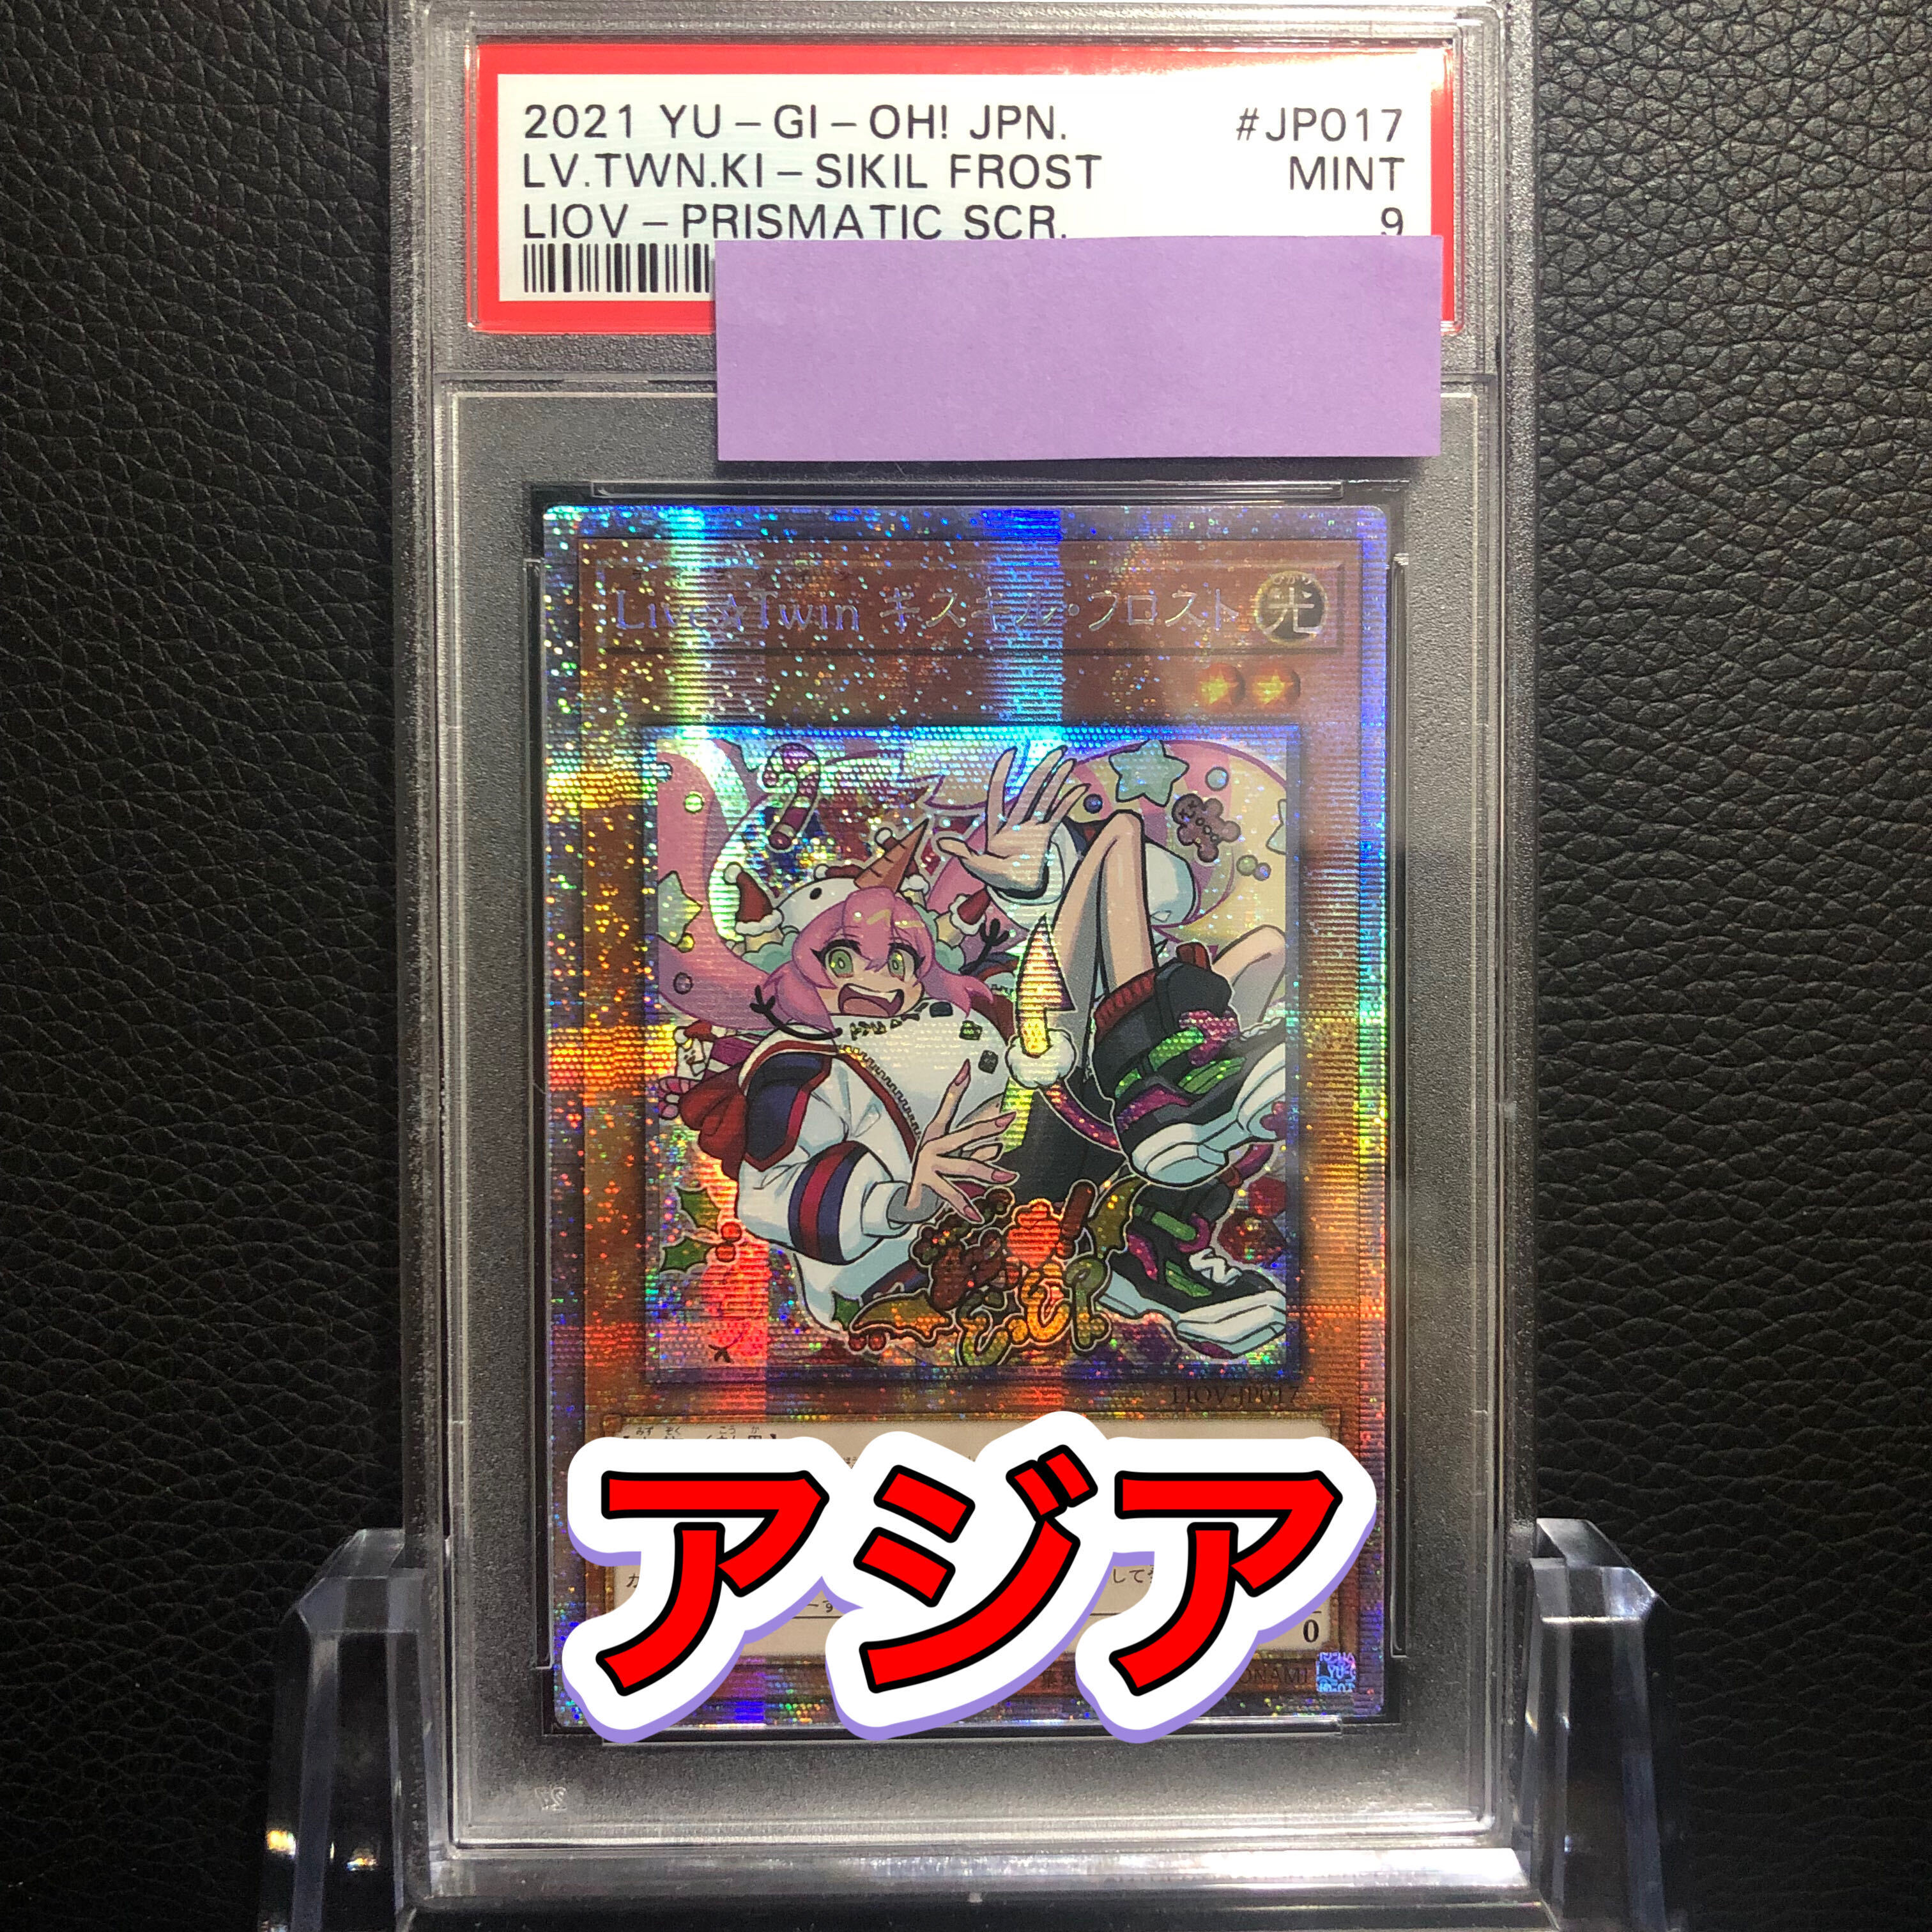 2021 YU-GI-OH! JPN. #JP017
LV.TWN.KI-SIKIL FROST MINT
LIOV-PRISMATIC SCR. 9
Live☆Twin キスキル・フロスト 光
LIOV-JP017
アジア
0